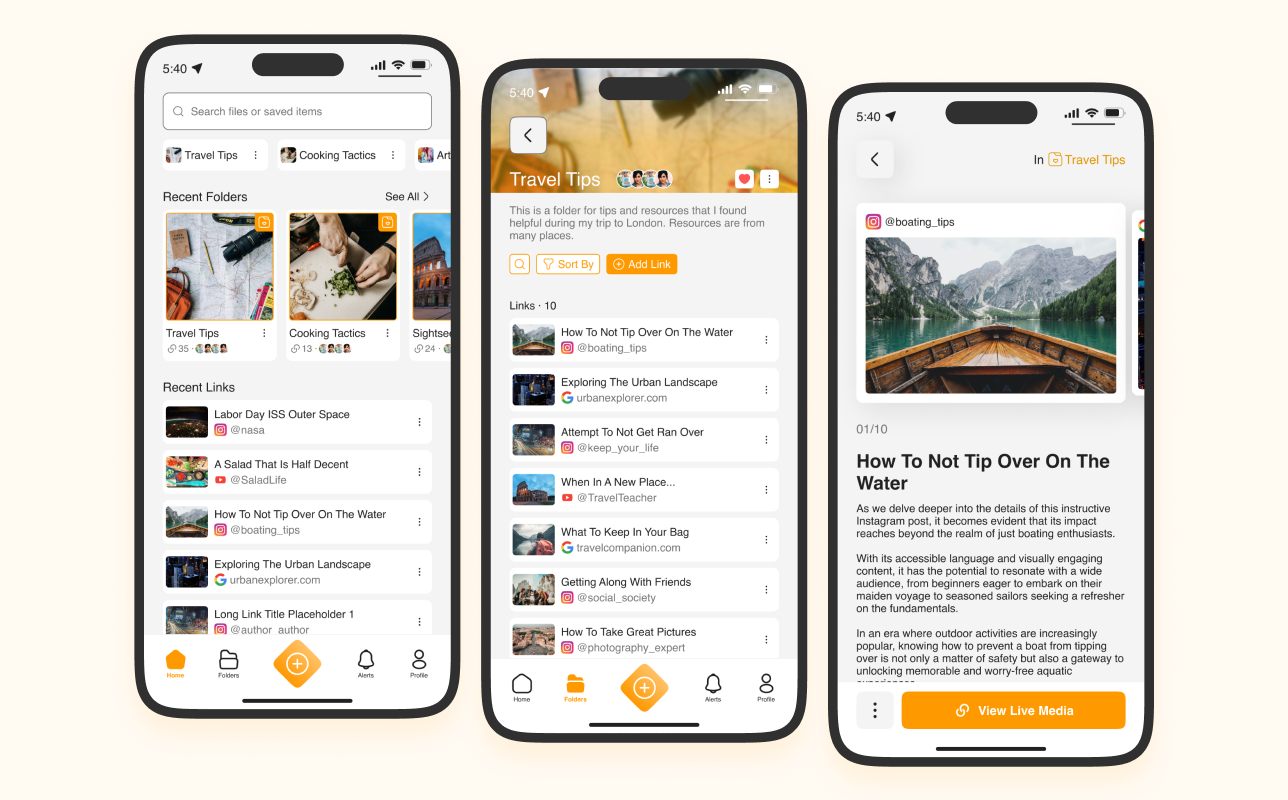 5:40
Search files or saved items
Travel Tips
Cooking Tactics
Art
Recent Folders
See All
Travel Tips
35 ·
Cooking Tactics
13 ·
Sightse
24 ·
Recent Links
Labor Day ISS Outer Space
@nasa
A Salad That Is Half Decent
@SaladLife
How To Not Tip Over On The Water
@boating_tips
Exploring The Urban Landscape
urbanexplorer.com
Long Link Title Placeholder 1
@author_author
Home
Folders
Alerts
Profile
5:40
Travel Tips
This is a folder for tips and resources that I found
helpful during my trip to London. Resources are from
many places.
Sort By
Add Link
Links · 10
How To Not Tip Over On The Water
@boating_tips
Exploring The Urban Landscape
urbanexplorer.com
Attempt To Not Get Ran Over
@keep_your_life
When In A New Place...
@TravelTeacher
What To Keep In Your Bag
travelcompanion.com
Getting Along With Friends
@social_society
How To Take Great Pictures
@photography_expert
Home
Folders
Alerts
Profile
5:40
In Travel Tips
@boating_tips
01/10
How To Not Tip Over On The
Water
As we delve deeper into the details of this instructive
Instagram post, it becomes evident that its impact
reaches beyond the realm of just boating enthusiasts.
With its accessible language and visually engaging
content, it has the potential to resonate with a wide
audience, from beginners eager to embark on their
maiden voyage to seasoned sailors seeking a refresher
on the fundamentals.
In an era where outdoor activities are increasingly
popular, knowing how to prevent a boat from tipping
over is not only a matter of safety but also a gateway to
unlocking memorable and worry-free aquatic
View Live Media